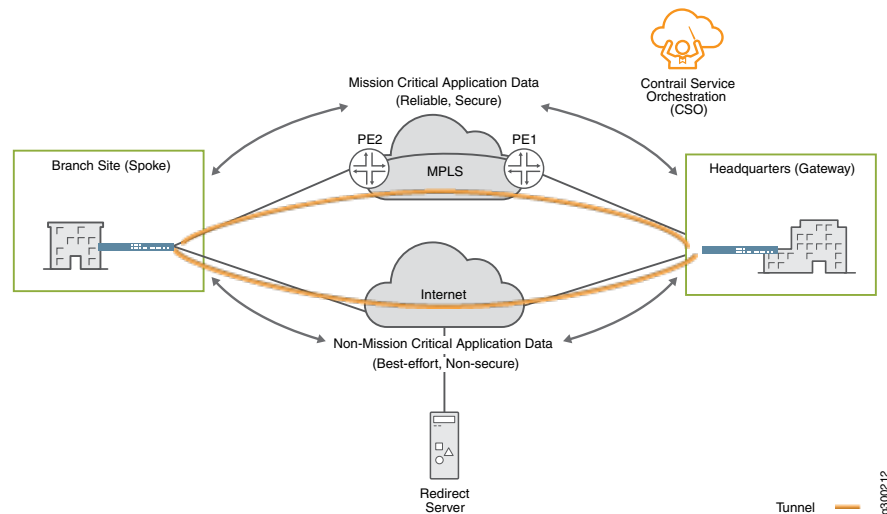 Contrail Service
Orchestration
(CSO)
Mission Critical Application Data
(Reliable, Secure)
PE2
PE1
MPLS
Branch Site (Spoke)
Headquarters (Gateway)
Internet
Non-Mission Critical Application Data
(Best-effort, Non-secure)
Redirect
Server
Tunnel
g300212